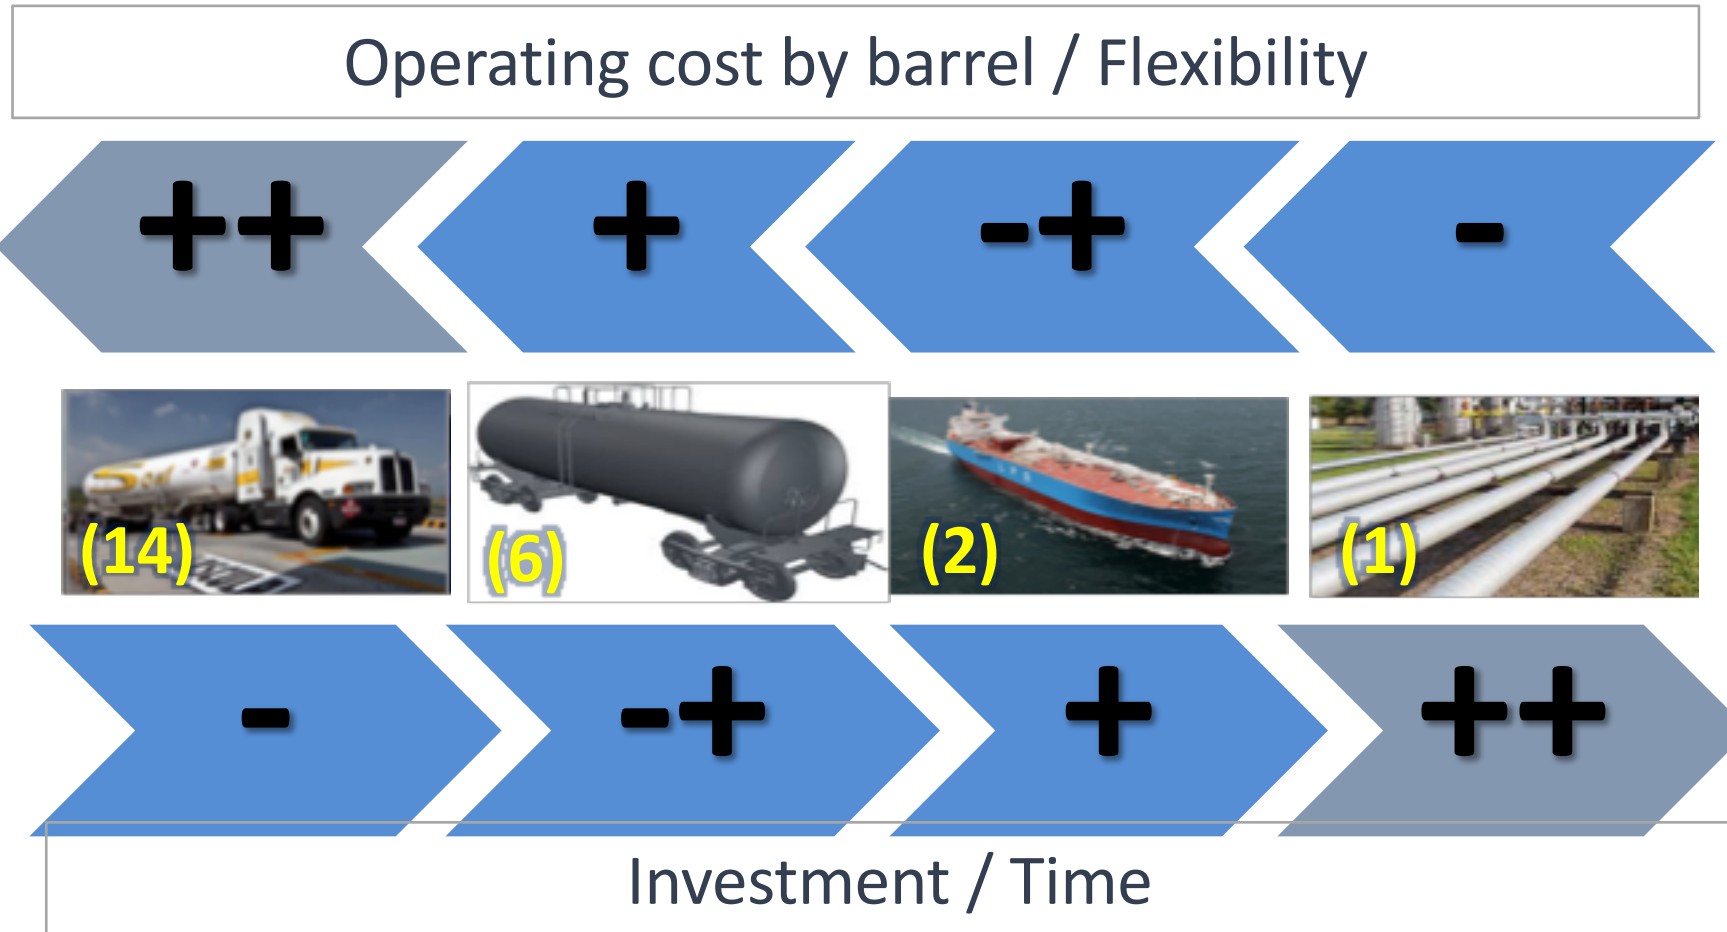 Operating cost by barrel / Flexibility
++ + -+ -
(14) (6) (2) (1)
- -+ + ++
Investment / Time